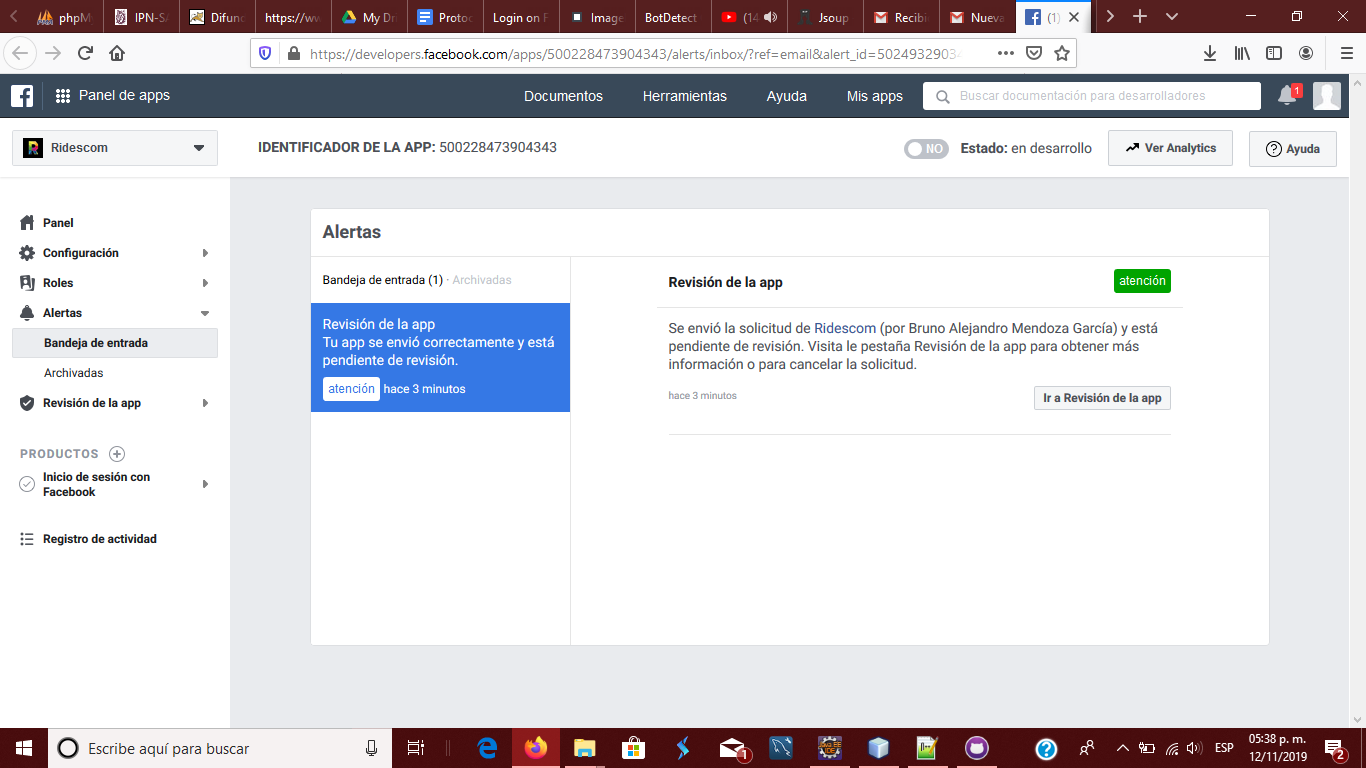 phpM
IPN-SA
Difunc
https://ww
My Dr
Protoc
Login on F
Image
BotDetect
(14
Jsoup
Recibi
Nueva
(1)
https://developers.facebook.com/apps/500228473904343/alerts/inbox/?ref=email&alert_id=50249329034
Panel de apps
Documentos
Herramientas
Ayuda
Mis apps
Buscar documentación para desarrolladores
1
Ridescom
IDENTIFICADOR DE LA APP: 500228473904343
NO
Estado: en desarrollo
Ver Analytics
Ayuda
Panel
Configuración
Roles
Alertas
Bandeja de entrada
Archivadas
Revisión de la app
PRODUCTOS
Inicio de sesión con
Facebook
Registro de actividad
Alertas
Bandeja de entrada (1) · Archivadas
Revisión de la app
Tu app se envió correctamente y está
pendiente de revisión.
atención hace 3 minutos
Revisión de la app
atención
Se envió la solicitud de Ridescom (por Bruno Alejandro Mendoza García) y está
pendiente de revisión. Visita le pestaña Revisión de la app para obtener más
información o para cancelar la solicitud.
hace 3 minutos
Ir a Revisión de la app
Escribe aquí para buscar
1
ESP
05:38 p. m.
12/11/2019
2